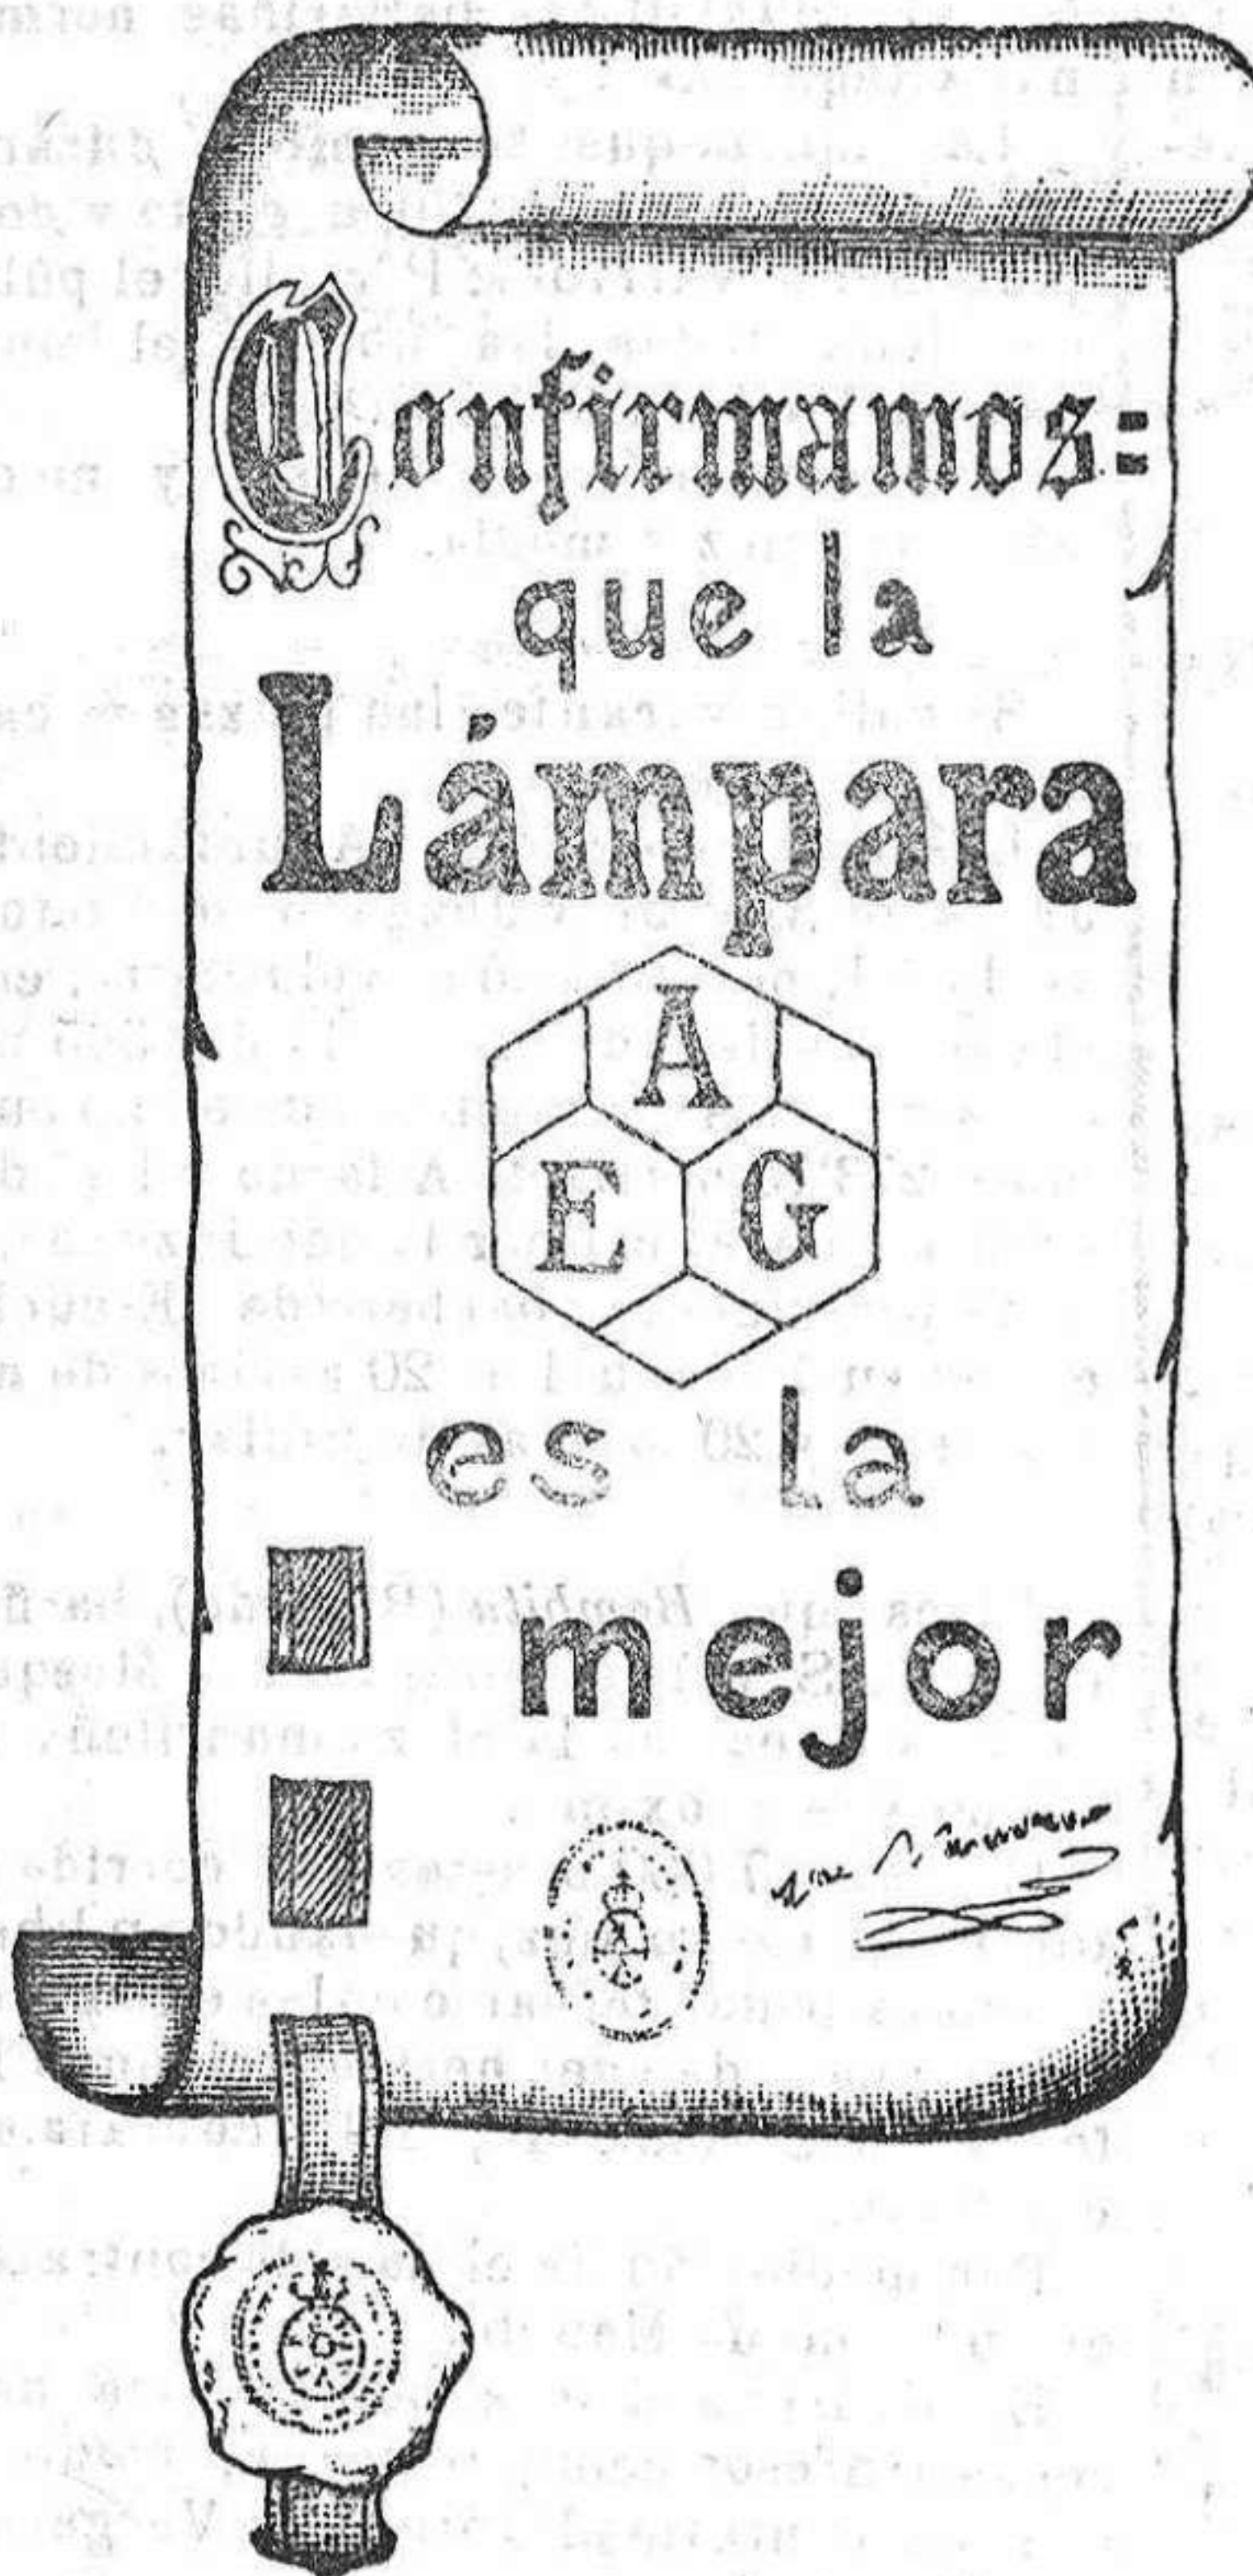 Confirmamos=
que la
Lámpara
A
E G
es la
mejor